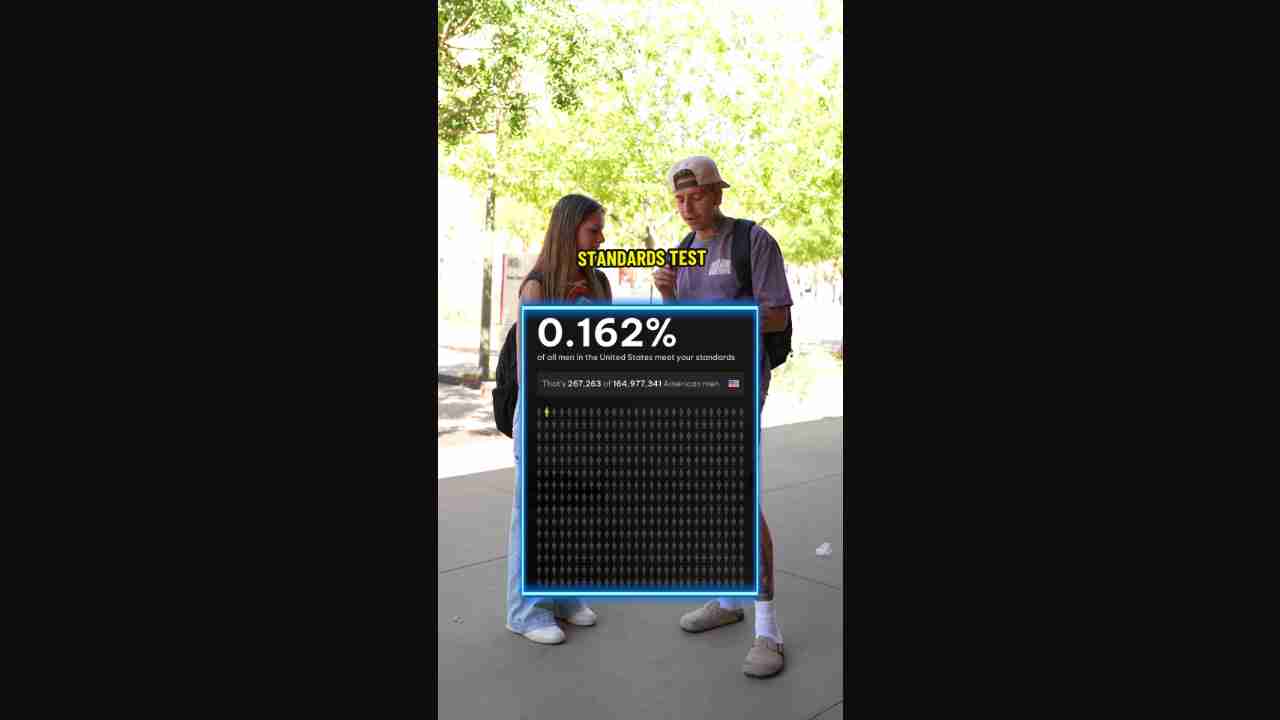 STANDARDS TEST
0.162%
of all men in the United States meet your standards
That's 267,263 of 164,977,341 American men